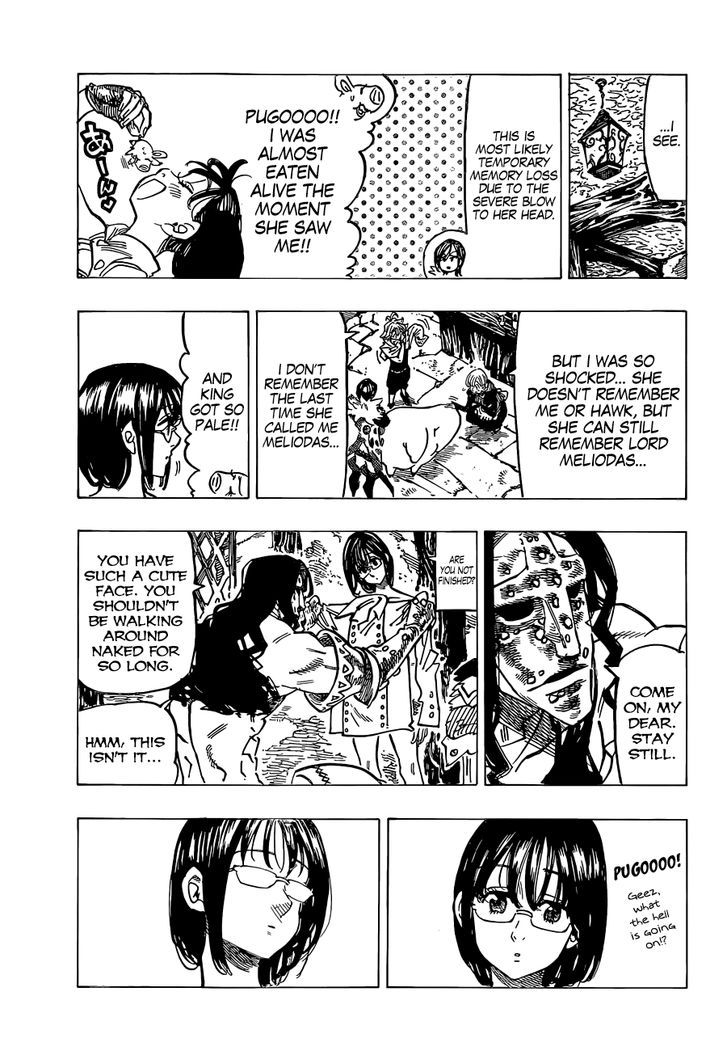 ...I
SEE.
THIS IS
MOST LIKELY
TEMPORARY
MEMORY LOSS
DUE TO THE
SEVERE BLOW
TO HER HEAD.
PUGOOOO!!
I WAS
ALMOST
EATEN
ALIVE THE
MOMENT
SHE SAW
ME!!
あ〜〜ん
BUT I WAS SO
SHOCKED... SHE
DOESN'T REMEMBER
ME OR HAWK, BUT
SHE CAN STILL
REMEMBER LORD
MELIODAS...
I DON'T
REMEMBER
THE LAST
TIME SHE
CALLED ME
MELIODAS...
AND
KING
GOT SO
PALE!!
COME
ON, MY
DEAR.
STAY
STILL.
ARE
YOU NOT
FINISHED?
YOU HAVE
SUCH A CUTE
FACE. YOU
SHOULDN'T
BE WALKING
AROUND
NAKED FOR
SO LONG.
HMM, THIS
ISN'T IT...
PUGOOOO!
Geez,
what
the hell
is going
on!?